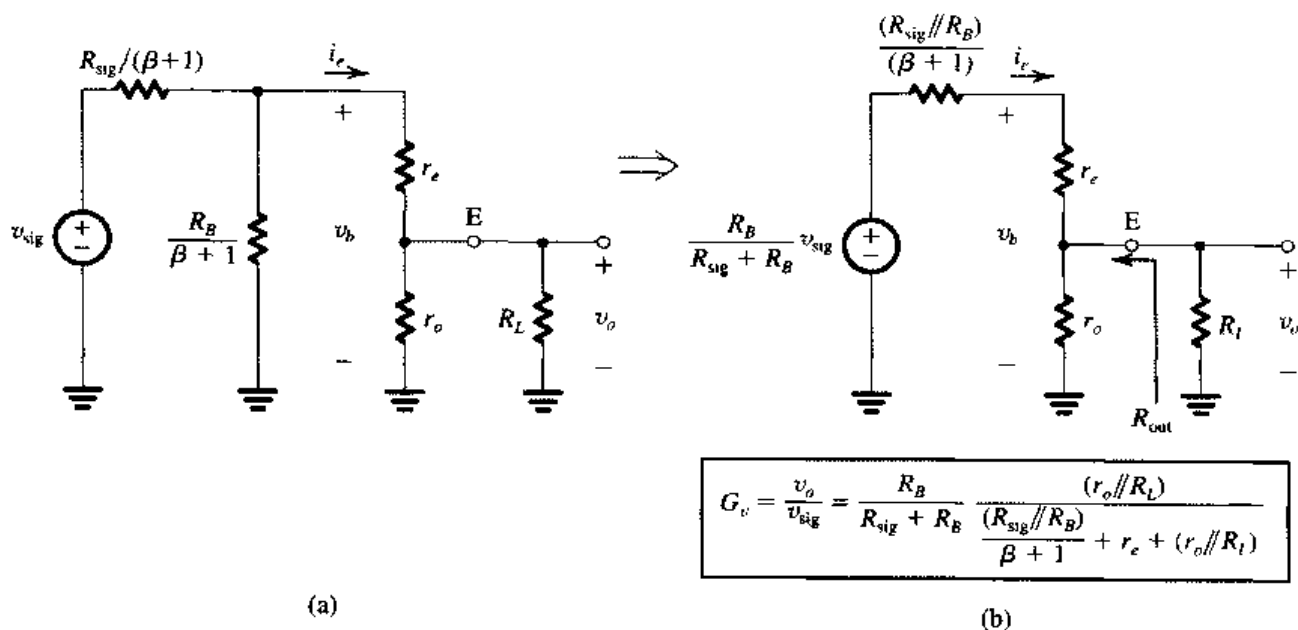 R_sig/(β+1)
i_e
+
r_e
v_sig
+
−
R_B
β + 1
v_b
E
r_o
R_L
+
v_o
−
−
(a)
(R_sig//R_B)
(β + 1)
i_e
+
r_e
R_B
R_sig + R_B
v_sig
+
−
v_b
E
r_o
R_l
+
v_o
−
−
R_out
G_v = v_o/v_sig = R_B/(R_sig + R_B) (r_o//R_L)/((R_sig//R_B)/(β + 1) + r_e + (r_o//R_l))
(b)